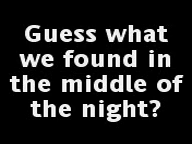 Guess what
we found in
the middle of
the night?